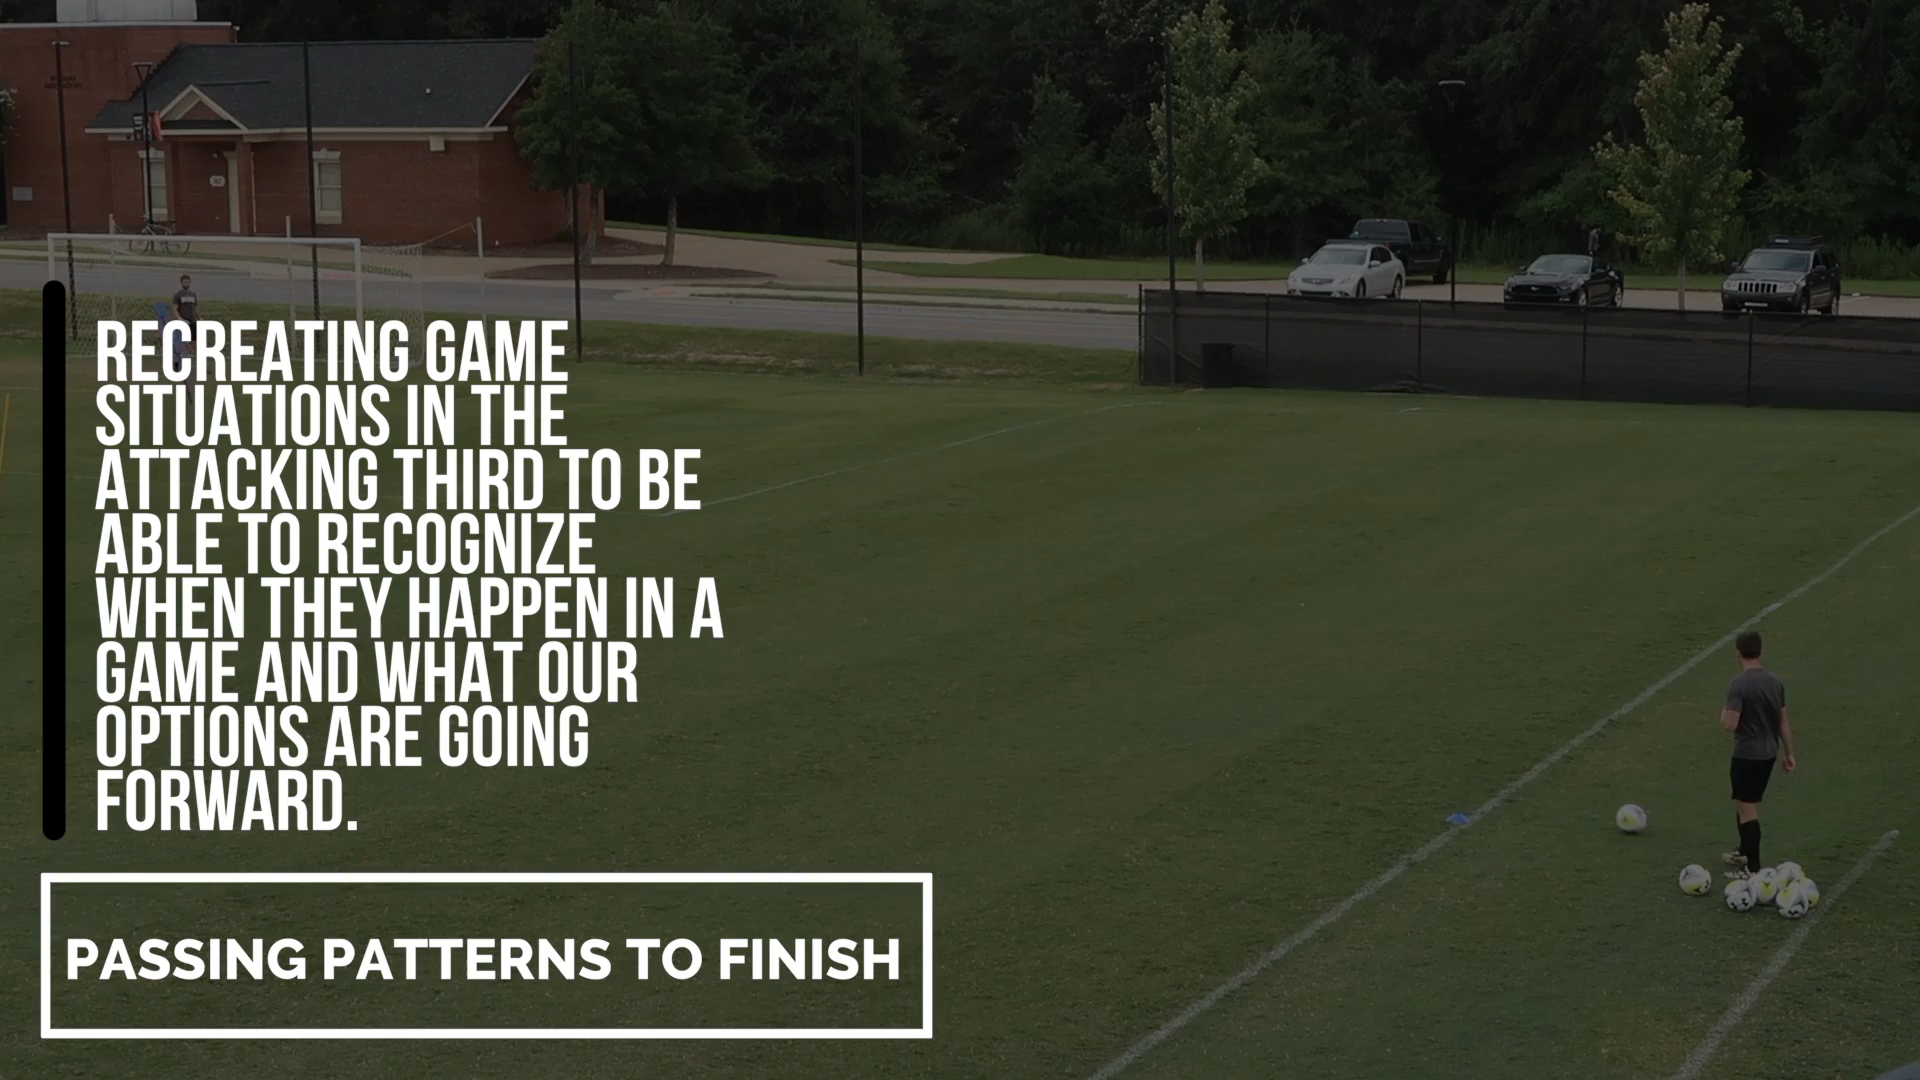 RECREATING GAME
SITUATIONS IN THE
ATTACKING THIRD TO BE
ABLE TO RECOGNIZE
WHEN THEY HAPPEN IN A
GAME AND WHAT OUR
OPTIONS ARE GOING
FORWARD.
PASSING PATTERNS TO FINISH